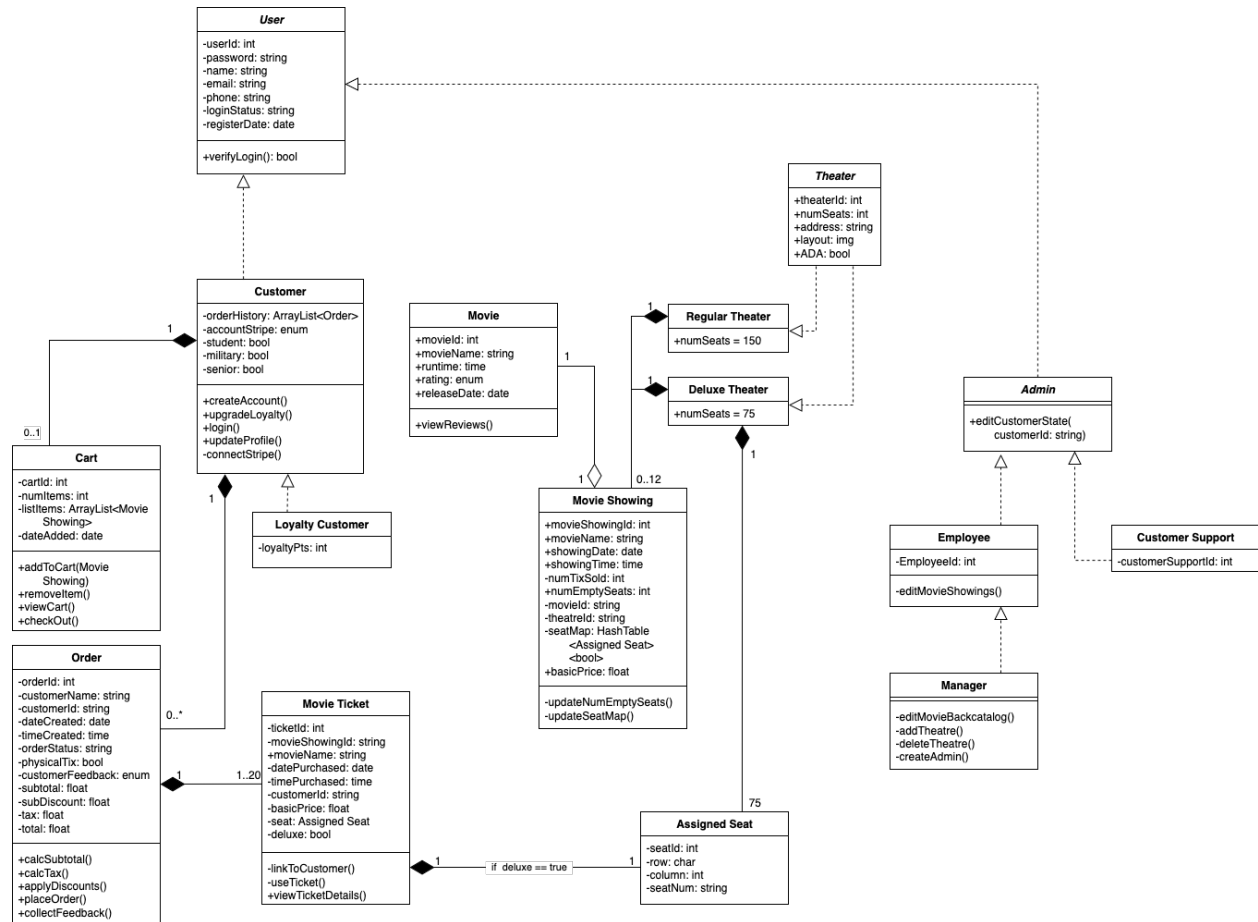 User
-userId: int
-password: string
-name: string
-email: string
-phone: string
-loginStatus: string
-registerDate: date
+verifyLogin(): bool
Theater
+theaterId: int
+numSeats: int
+address: string
+layout: img
+ADA: bool
Customer
-orderHistory: ArrayList<Order>
-accountStripe: enum
-student: bool
-military: bool
-senior: bool
+createAccount()
+upgradeLoyalty()
+login()
+updateProfile()
-connectStripe()
1
0..1
1
Movie
+movieId: int
+movieName: string
+runtime: time
+rating: enum
+releaseDate: date
+viewReviews()
1
1
1
Regular Theater
+numSeats = 150
1
Deluxe Theater
+numSeats = 75
1
0..12
Admin
+editCustomerState(
customerId: string)
Cart
-cartId: int
-numItems: int
-listItems: ArrayList<Movie
Showing>
-dateAdded: date
+addToCart(Movie
Showing)
+removeItem()
+viewCart()
+checkOut()
Loyalty Customer
-loyaltyPts: int
Movie Showing
+movieShowingId: int
+movieName: string
+showingDate: date
+showingTime: time
-numTixSold: int
+numEmptySeats: int
-movieId: string
-theatreId: string
-seatMap: HashTable
<Assigned Seat>
<bool>
+basicPrice: float
-updateNumEmptySeats()
-updateSeatMap()
Employee
-EmployeeId: int
-editMovieShowings()
Customer Support
-customerSupportId: int
Manager
-editMovieBackcatalog()
-addTheatre()
-deleteTheatre()
-createAdmin()
Order
-orderId: int
-customerName: string
-customerId: string
-dateCreated: date
-timeCreated: time
-orderStatus: string
-physicalTix: bool
-customerFeedback: enum
-subtotal: float
-subDiscount: float
-tax: float
-total: float
+calcSubtotal()
+calcTax()
+applyDiscounts()
+placeOrder()
+collectFeedback()
0..*
1
1..20
Movie Ticket
-ticketId: int
-movieShowingId: string
+movieName: string
-datePurchased: date
-timePurchased: time
-customerId: string
-basicPrice: float
-seat: Assigned Seat
-deluxe: bool
-linkToCustomer()
-useTicket()
+viewTicketDetails()
1
if deluxe == true
1
75
Assigned Seat
-seatId: int
-row: char
-column: int
-seatNum: string